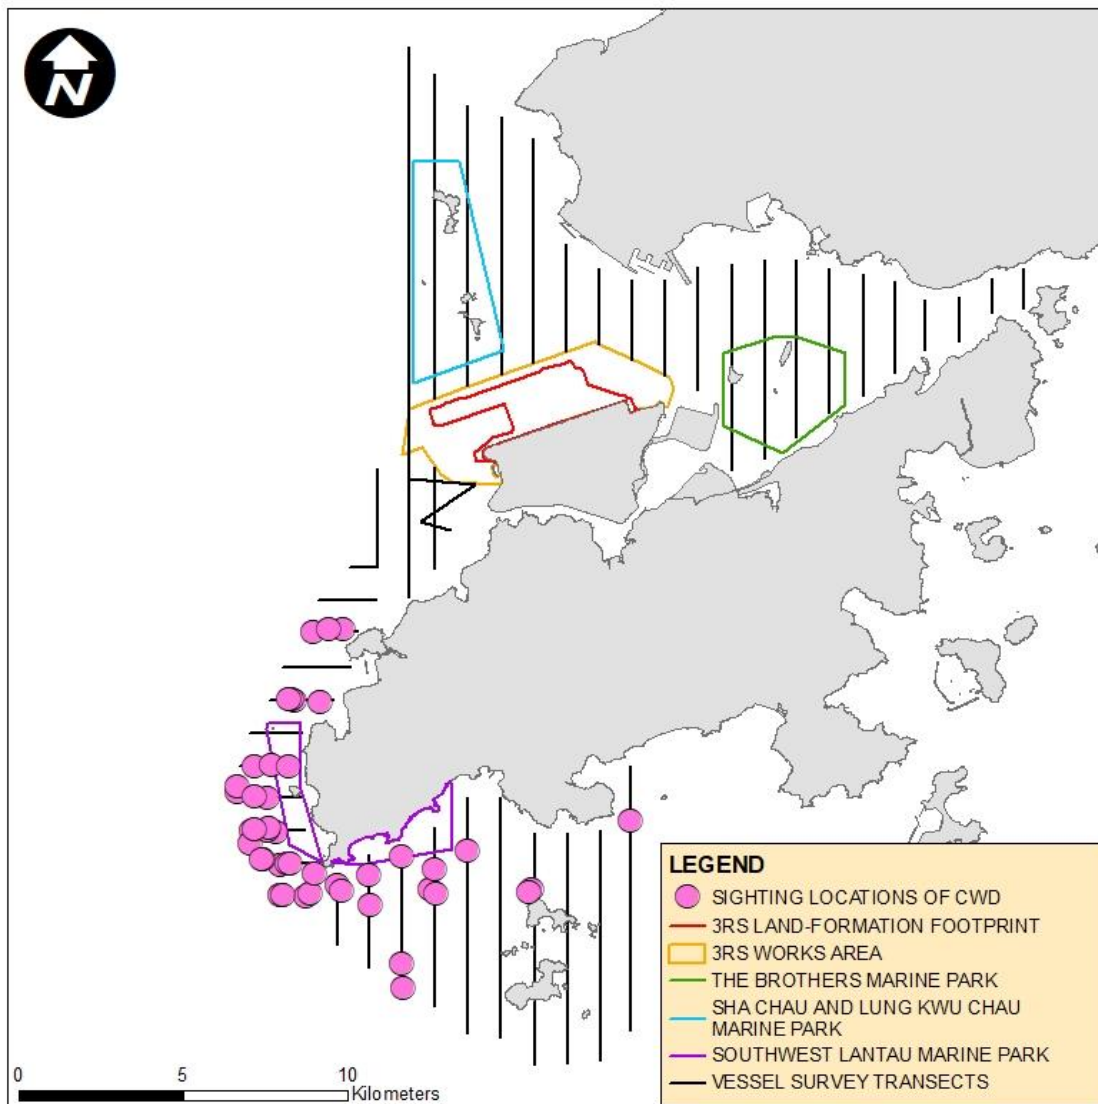 N
LEGEND
SIGHTING LOCATIONS OF CWD
3RS LAND-FORMATION FOOTPRINT
3RS WORKS AREA
THE BROTHERS MARINE PARK
SHA CHAU AND LUNG KWU CHAU
MARINE PARK
SOUTHWEST LANTAU MARINE PARK
VESSEL SURVEY TRANSECTS
0 5 10
Kilometers